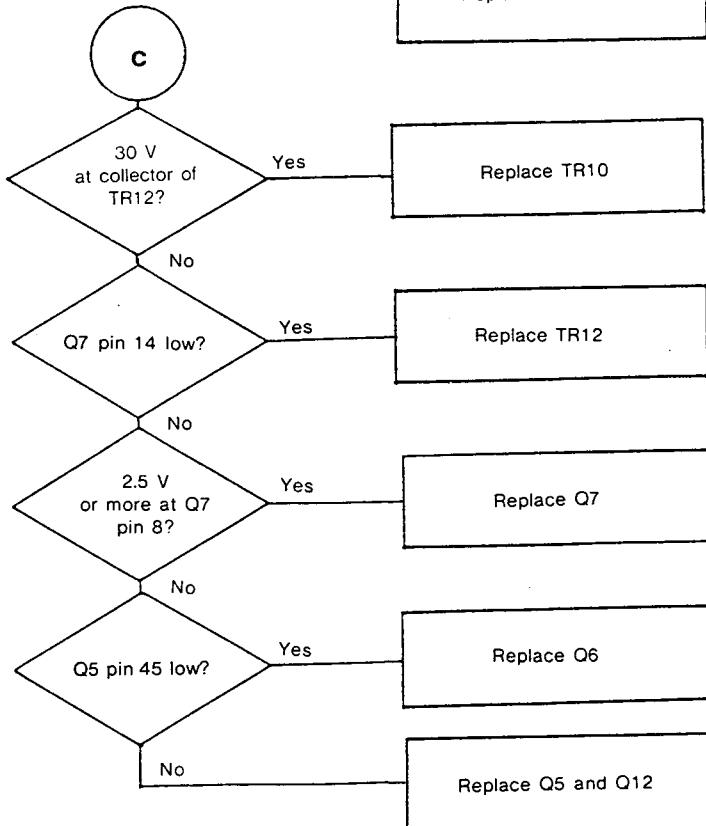 C
30 V
at collector of
TR12?
Yes
Replace TR10
No
Q7 pin 14 low?
Yes
Replace TR12
No
2.5 V
or more at Q7
pin 8?
Yes
Replace Q7
No
Q5 pin 45 low?
Yes
Replace Q6
No
Replace Q5 and Q12